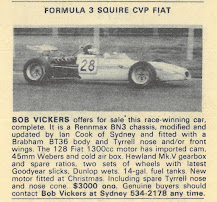 FORMULA 3 SQUIRE CVP FIAT
28
BOB VICKERS offers for sale this race-winning car,
complete. It is a Rennmax BN3 chassis, modified and
updated by Ian Cook of Sydney and fitted with a
Brabham BT36 body and Tyrrell nose and/or front
wings. The 128 Fiat 1300cc motor has imported cam.
45mm Webers and cold air box. Hewland Mk.V gearbox
and spare ratios, two sets of wheels with latest
Goodyear slicks. Dunlop wets. 14-gal. fuel tanks. New
motor fitted at Christmas. Including spare Tyrrell nose
and nose cone. $3000 ono. Genuine buyers should
contact Bob Vickers at Sydney 534-2178 any time.